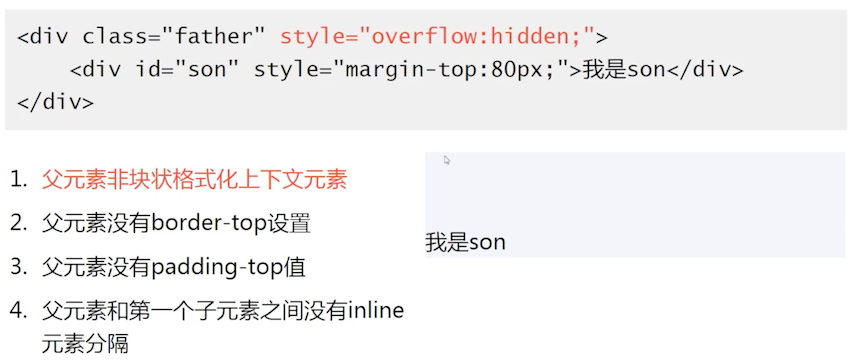 <div class="father" style="overflow:hidden;">
    <div id="son" style="margin-top:80px;">我是son</div>
</div>
1. 父元素非块状格式化上下文元素
2. 父元素没有border-top设置
3. 父元素没有padding-top值
4. 父元素和第一个子元素之间没有inline
元素分隔
我是son